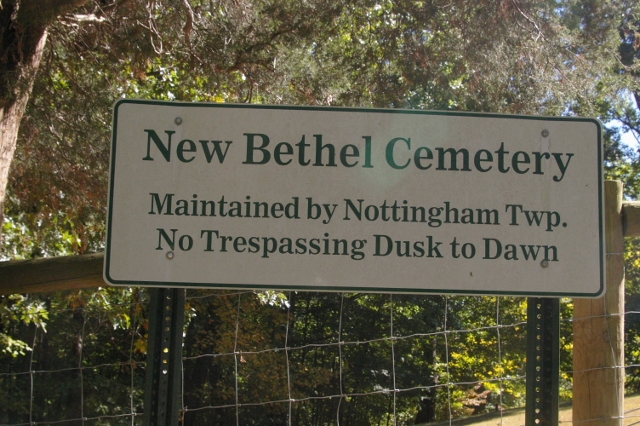 New Bethel Cemetery
Maintained by Nottingham Twp.
No Trespassing Dusk to Dawn